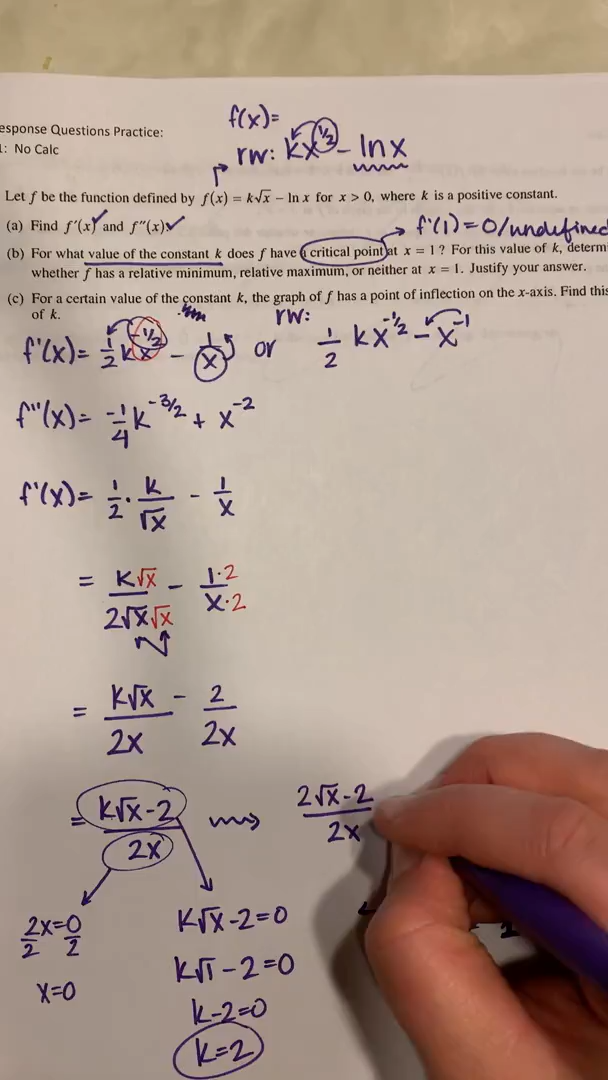 esponse Questions Practice:
1: No Calc
f(x)=
rw: kx^1/2 - ln x
Let f be the function defined by f(x) = k√x – ln x for x > 0, where k is a positive constant.
(a) Find f′(x) and f″(x).
f'(1)=0/undefined
(b) For what value of the constant k does f have a critical point at x = 1? For this value of k, determ
whether f has a relative minimum, relative maximum, or neither at x = 1. Justify your answer.
(c) For a certain value of the constant k, the graph of f has a point of inflection on the x-axis. Find this
of k.
rw:
f'(x)= 1/2 kx^-1/2 - 1/x or 1/2 kx^-1/2 - x^-1
f"(x)= -1/4 k^-3/2 + x^-2
f'(x)= 1/2 · k/√x - 1/x
= k√x/2√x√x - 1·2/x·2
= k√x/2x - 2/2x
= k√x-2/2x 2√x-2/2x
2x=0 k√x-2=0
2 2
x=0 k√1-2=0
k-2=0
k=2